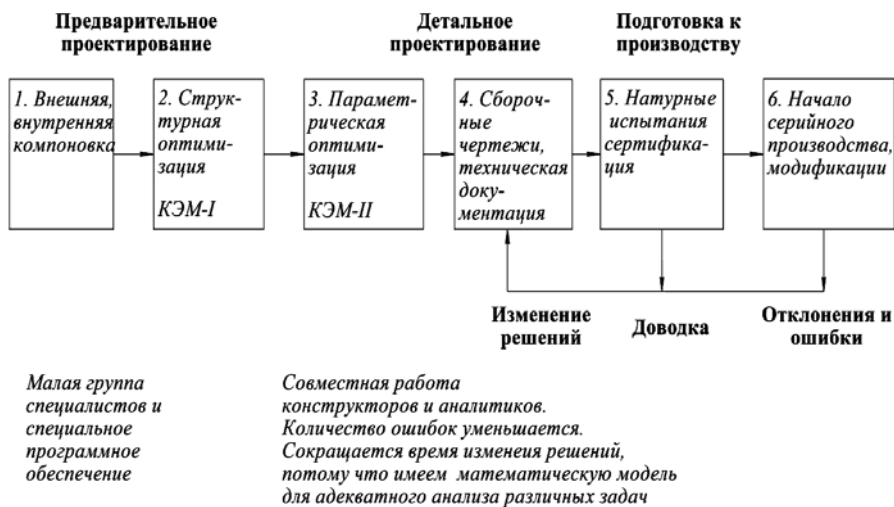 Предварительное
проектирование
Детальное
проектирование
Подготовка к
производству
1. Внешняя,
внутренняя
компоновка
2. Струк-
турная
оптими-
зация
КЭМ-I
3. Парамет-
рическая
оптими-
зация
КЭМ-II
4. Сбороч-
ные
чертежи,
техническая
доку-
ментация
5. Натурные
испытания
сертифика-
ция
6. Начало
серийного
производства,
модификации
Изменение
решений
Доводка
Отклонения и
ошибки
Малая группа
специалистов и
специальное
программное
обеспечение
Совместная работа
конструкторов и аналитиков.
Количество ошибок уменьшается.
Сокращается время изменеия решений,
потому что имеем математическую модель
для адекватного анализа различных задач